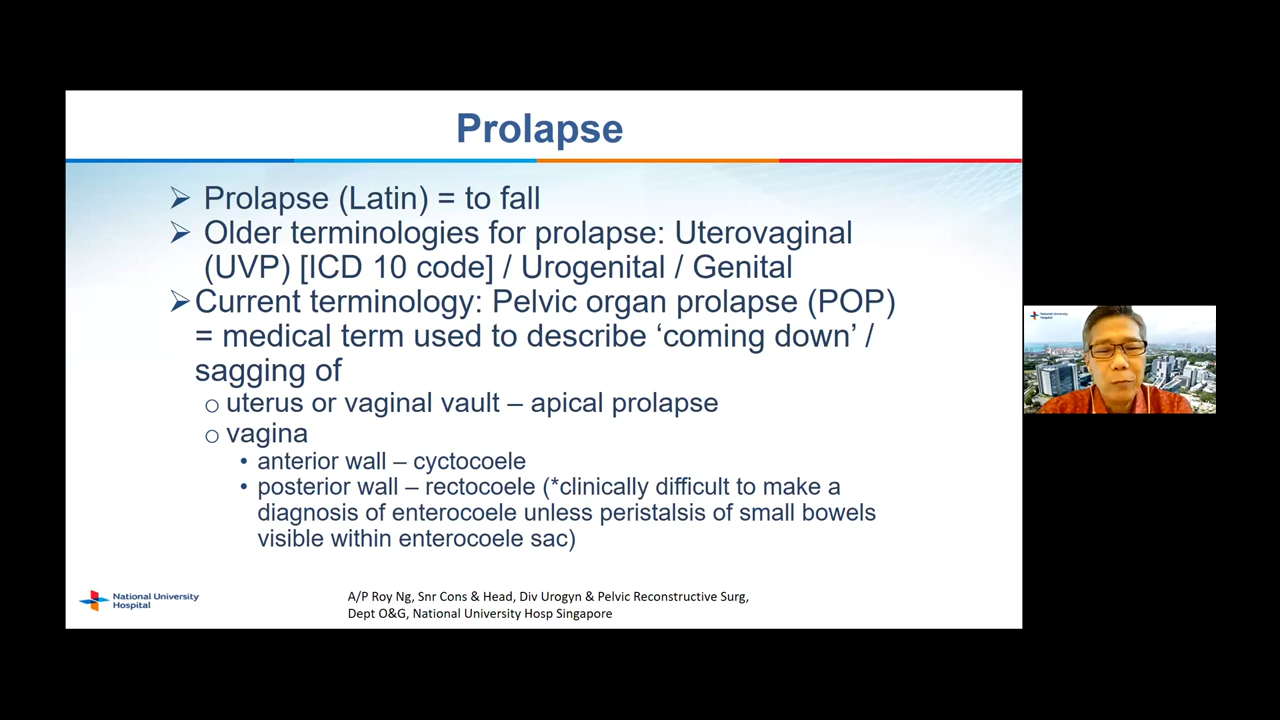 Prolapse
➢ Prolapse (Latin) = to fall
➢ Older terminologies for prolapse: Uterovaginal
(UVP) [ICD 10 code] / Urogenital / Genital
➢Current terminology: Pelvic organ prolapse (POP)
= medical term used to describe ‘coming down’ /
sagging of
o uterus or vaginal vault – apical prolapse
o vagina
• anterior wall – cyctocoele
• posterior wall – rectocoele (*clinically difficult to make a
diagnosis of enterocoele unless peristalsis of small bowels
visible within enterocoele sac)
National University
Hospital
A/P Roy Ng, Snr Cons & Head, Div Urogyn & Pelvic Reconstructive Surg,
Dept O&G, National University Hosp Singapore
National University
Hospital